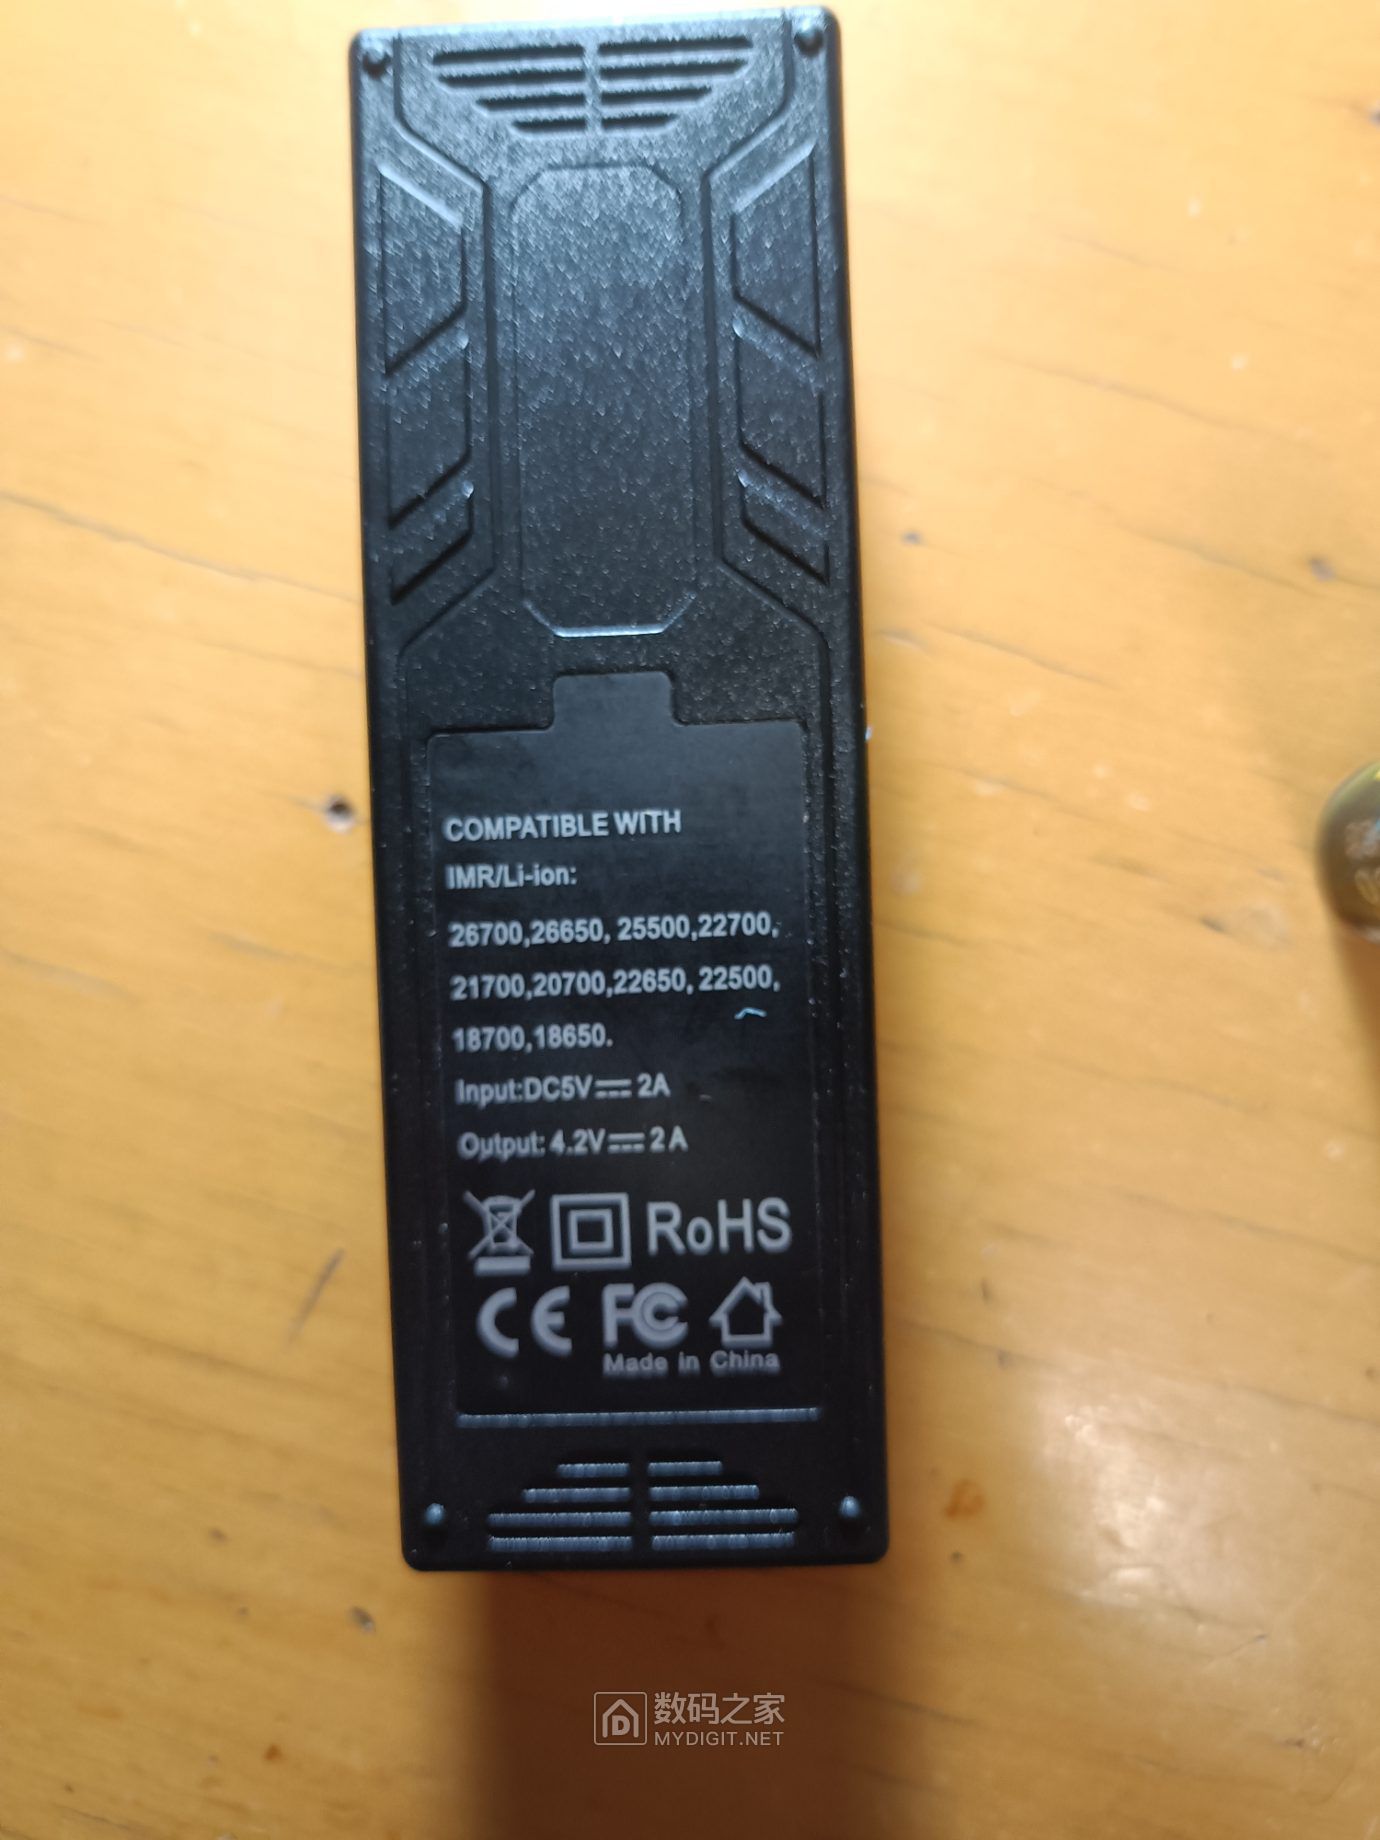 COMPATIBLE WITH
IMR/Li-ion:
26700,26650, 25500,22700,
21700,20700,22650, 22500,
18700,18650.
Input:DC5V⎓ 2A
Output: 4.2V⎓ 2A
RoHS
CE FC
Made in China
数码之家
MYDIGIT.NET